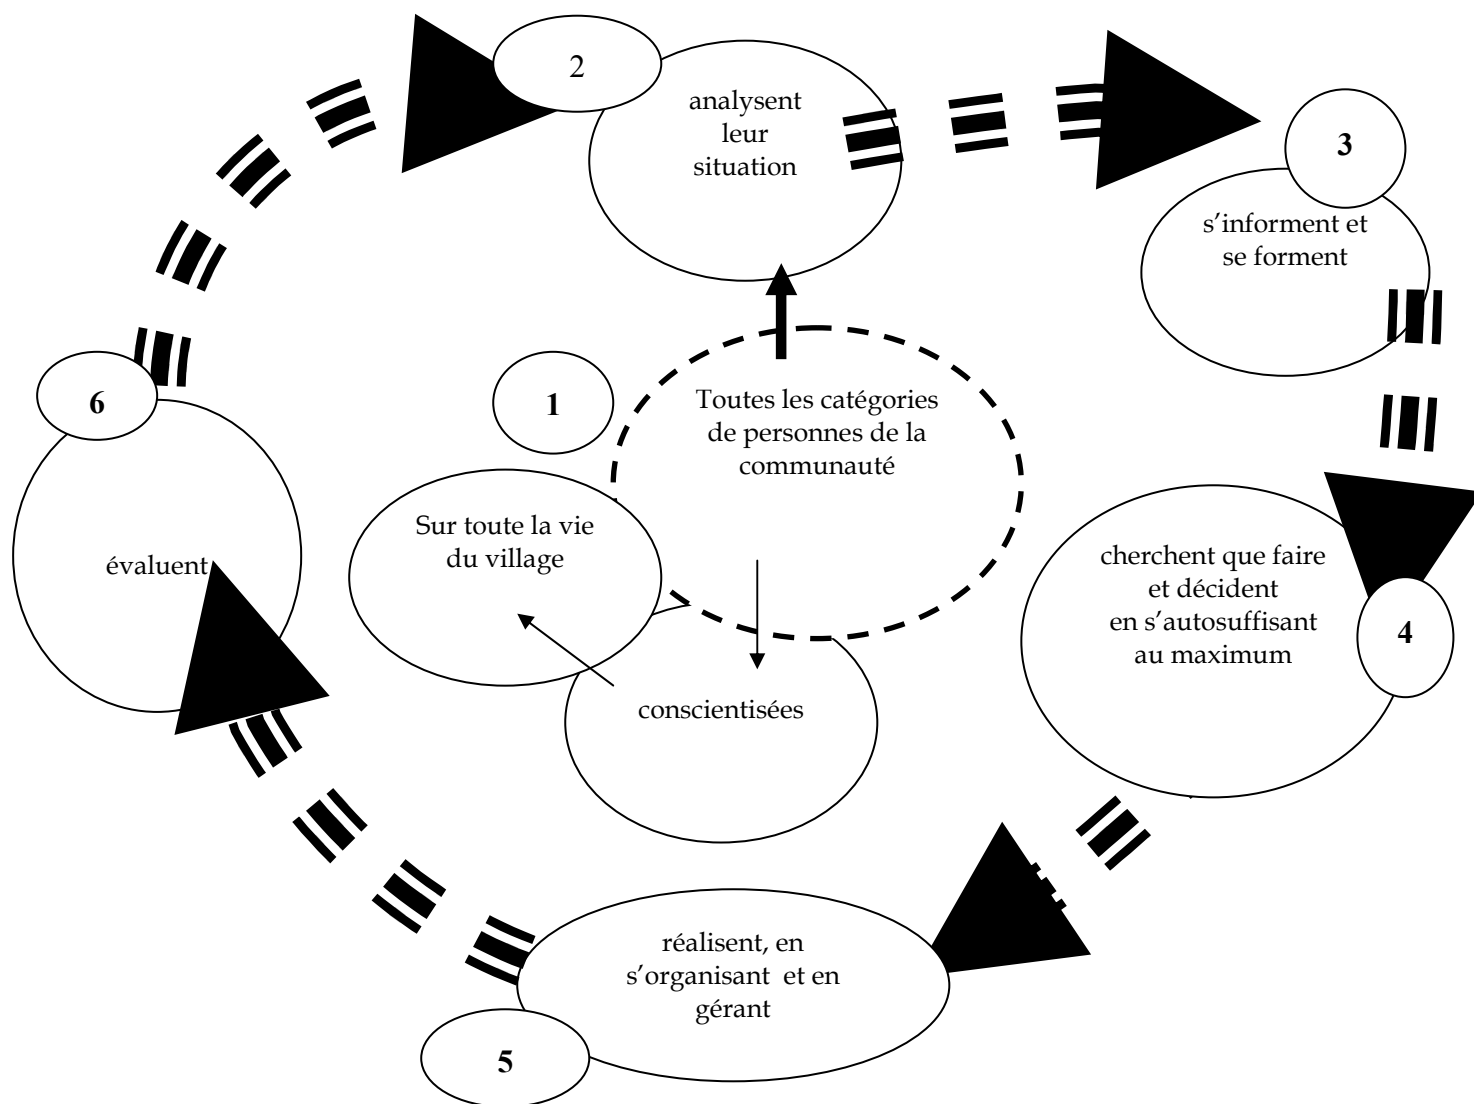 1
Toutes les catégories
de personnes de la
communauté
conscientisées
Sur toute la vie
du village
2
analysent
leur
situation
3
s’informent et
se forment
4
cherchent que faire
et décident
en s’autosuffisant
au maximum
5
réalisent, en
s’organisant et en
gérant
6
évaluent